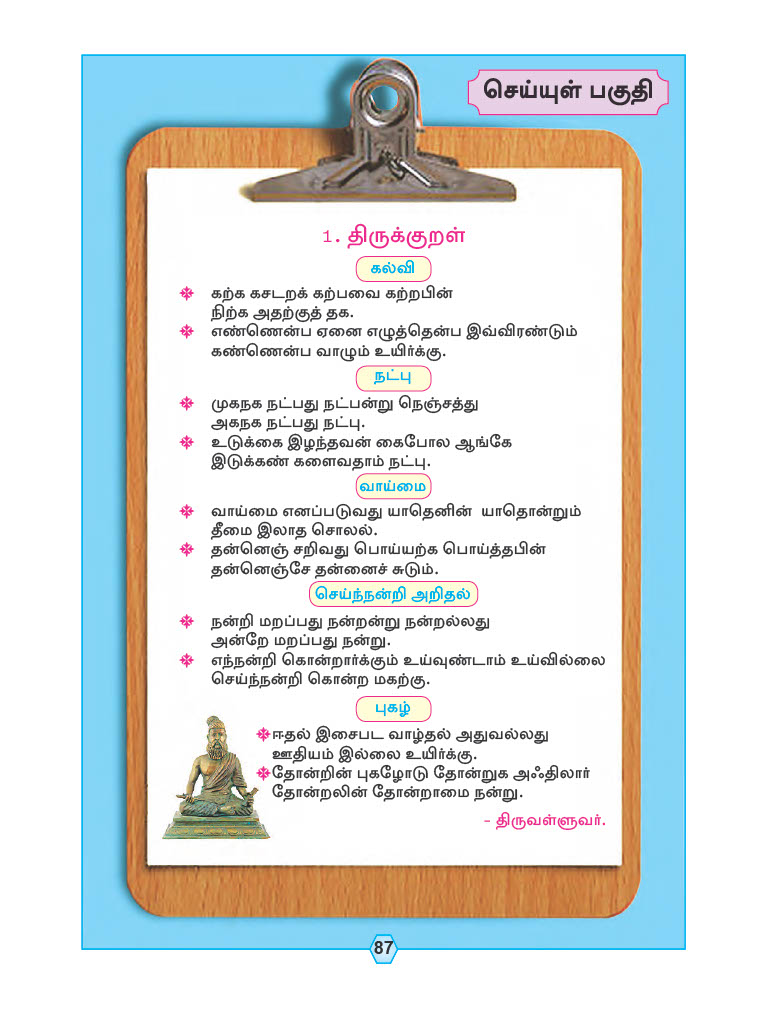 செய்யுள் பகுதி
1. திருக்குறள்
கல்வி
கற்க கசடறக் கற்பவை கற்றபின்
நிற்க அதற்குத் தக.
எண்ணென்ப ஏனை எழுத்தென்ப இவ்விரண்டும்
கண்ணென்ப வாழும் உயிர்க்கு.
நட்பு
முகநக நட்பது நட்பன்று நெஞ்சத்து
அகநக நட்பது நட்பு.
உடுக்கை இழந்தவன் கைபோல ஆங்கே
இடுக்கண் களைவதாம் நட்பு.
வாய்மை
வாய்மை எனப்படுவது யாதெனின் யாதொன்றும்
தீமை இலாத சொலல்.
தன்னெஞ் சறிவது பொய்யற்க பொய்த்தபின்
தன்னெஞ்சே தன்னைச் சுடும்.
செய்ந்நன்றி அறிதல்
நன்றி மறப்பது நன்றன்று நன்றல்லது
அன்றே மறப்பது நன்று.
எந்நன்றி கொன்றார்க்கும் உய்வுண்டாம் உய்வில்லை
செய்ந்நன்றி கொன்ற மகற்கு.
புகழ்
ஈதல் இசைபட வாழ்தல் அதுவல்லது
ஊதியம் இல்லை உயிர்க்கு.
தோன்றின் புகழோடு தோன்றுக அஃதிலார்
தோன்றலின் தோன்றாமை நன்று.
- திருவள்ளுவர்.
87